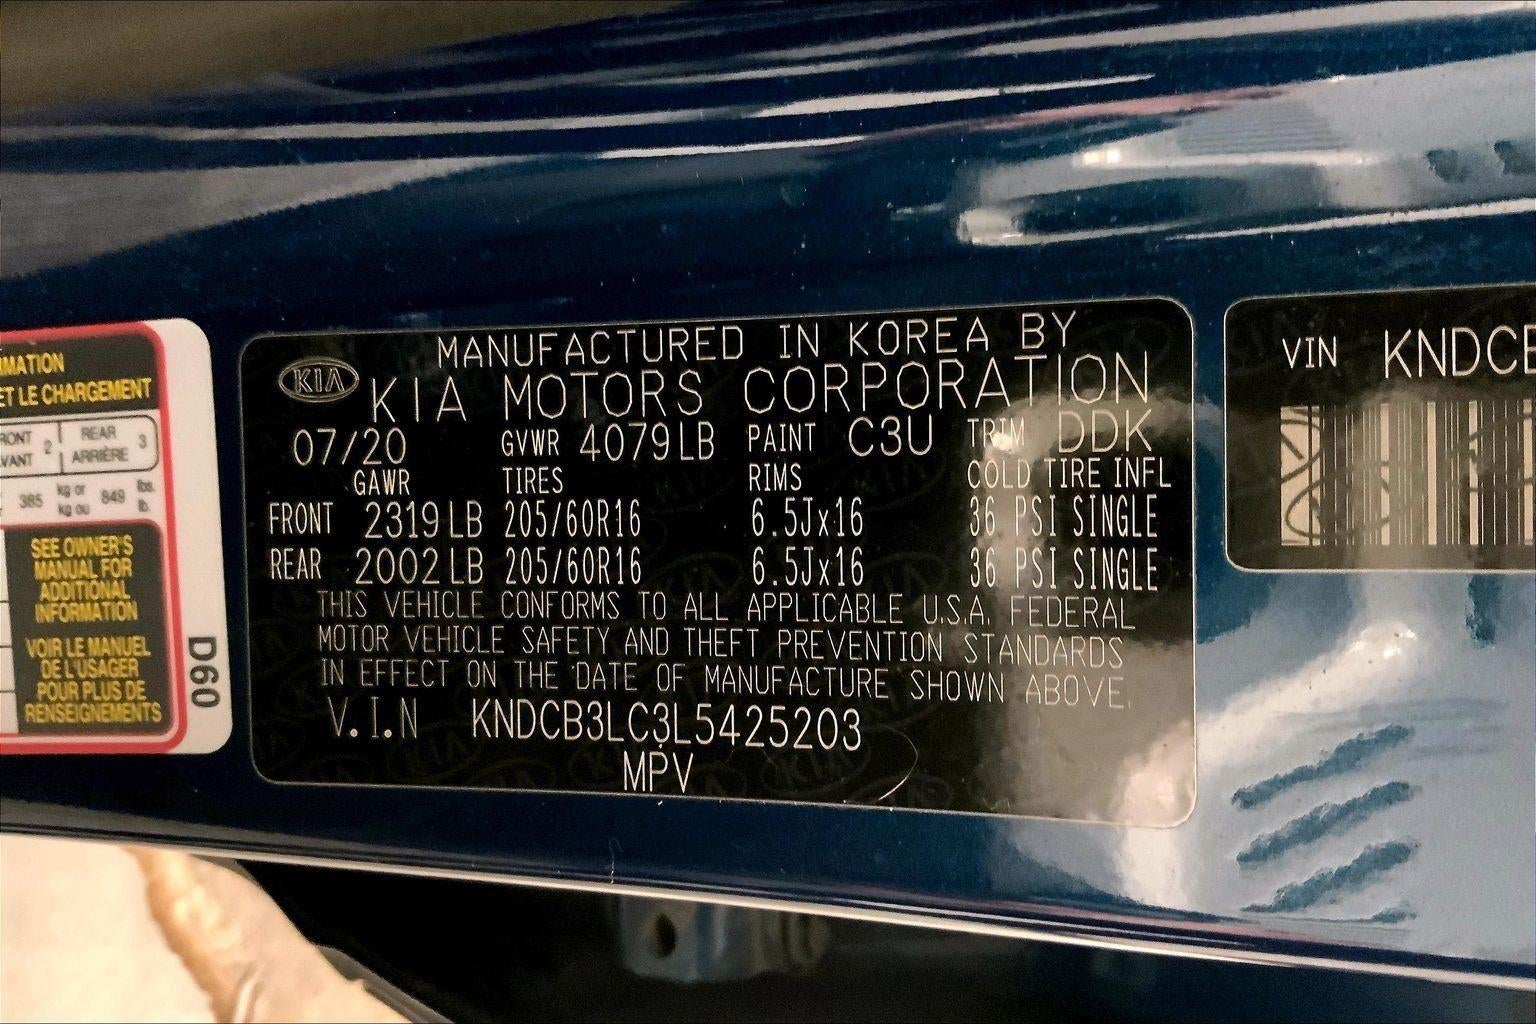 MATION
ET LE CHARGEMENT
RONT
VANT 2
REAR
ARRIÈRE 3
385 kg or
kg ou 849 lbs.
lb.
SEE OWNER'S
MANUAL FOR
ADDITIONAL
INFORMATION
VOIR LE MANUEL
DE L'USAGER
POUR PLUS DE
RENSEIGNEMENTS
D60
MANUFACTURED IN KOREA BY
KIA KIA MOTORS CORPORATION
07/20 GVWR 4079LB PAINT C3U TRIM DDK
GAWR TIRES RIMS COLD TIRE INFL
FRONT 2319LB 205/60R16 6.5Jx16 36 PSI SINGLE
REAR 2002LB 205/60R16 6.5Jx16 36 PSI SINGLE
THIS VEHICLE CONFORMS TO ALL APPLICABLE U.S.A. FEDERAL
MOTOR VEHICLE SAFETY AND THEFT PREVENTION STANDARDS
IN EFFECT ON THE DATE OF MANUFACTURE SHOWN ABOVE.
V.I.N KNDCB3LC3L5425203
MPV
VIN KNDCB